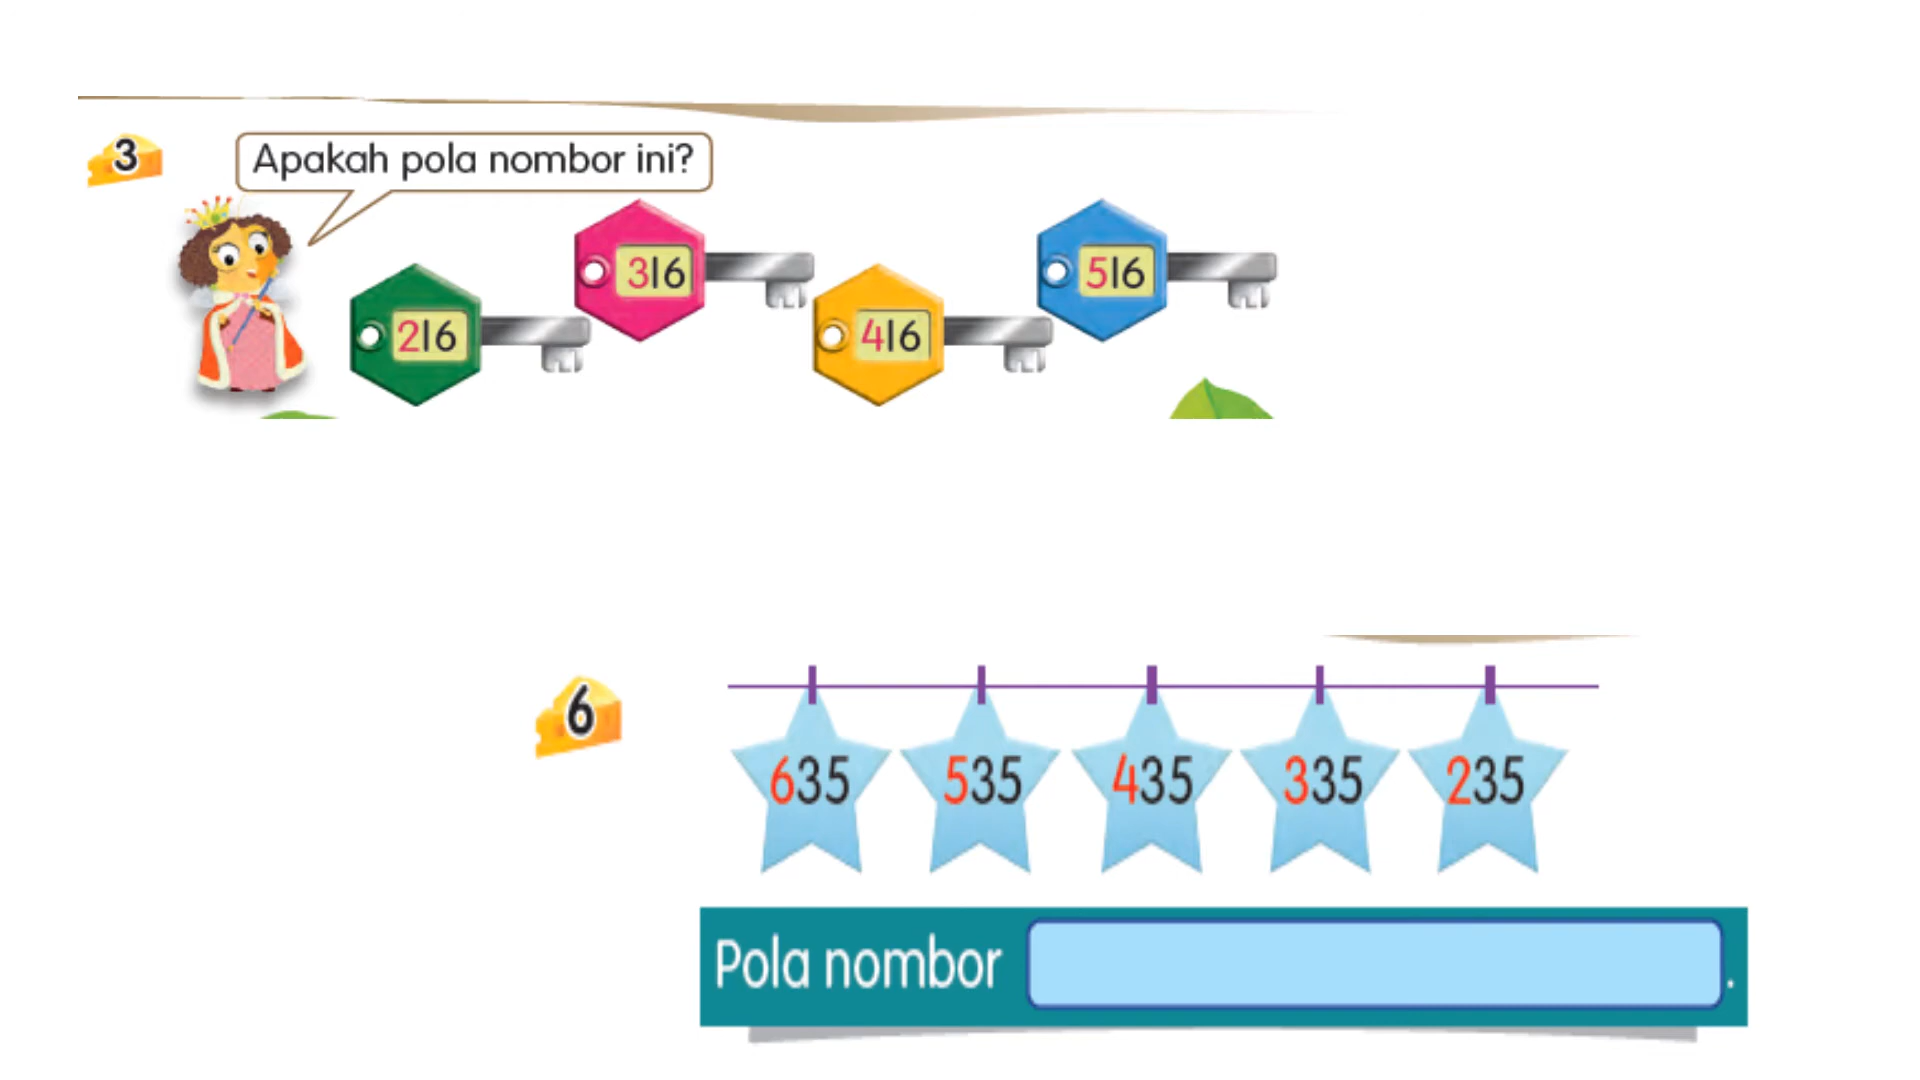 3
Apakah pola nombor ini?
216
316
416
516
6
635 535 435 335 235
Pola nombor .